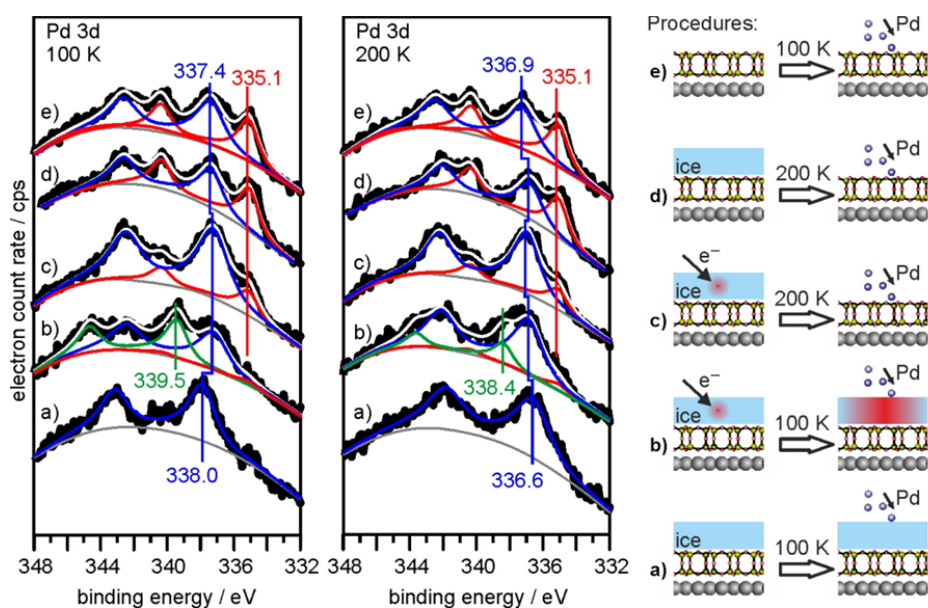 Pd 3d
100 K
337.4
335.1
e)
d)
c)
b)
339.5
a)
338.0
348
344
340
336
332
binding energy / eV
electron count rate / cps
Pd 3d
200 K
336.9
335.1
e)
d)
c)
b)
338.4
a)
336.6
348
344
340
336
332
binding energy / eV
Procedures:
e)
100 K
Pd
d)
ice
200 K
Pd
c)
e−
ice
200 K
Pd
b)
e−
ice
100 K
Pd
a)
ice
100 K
Pd